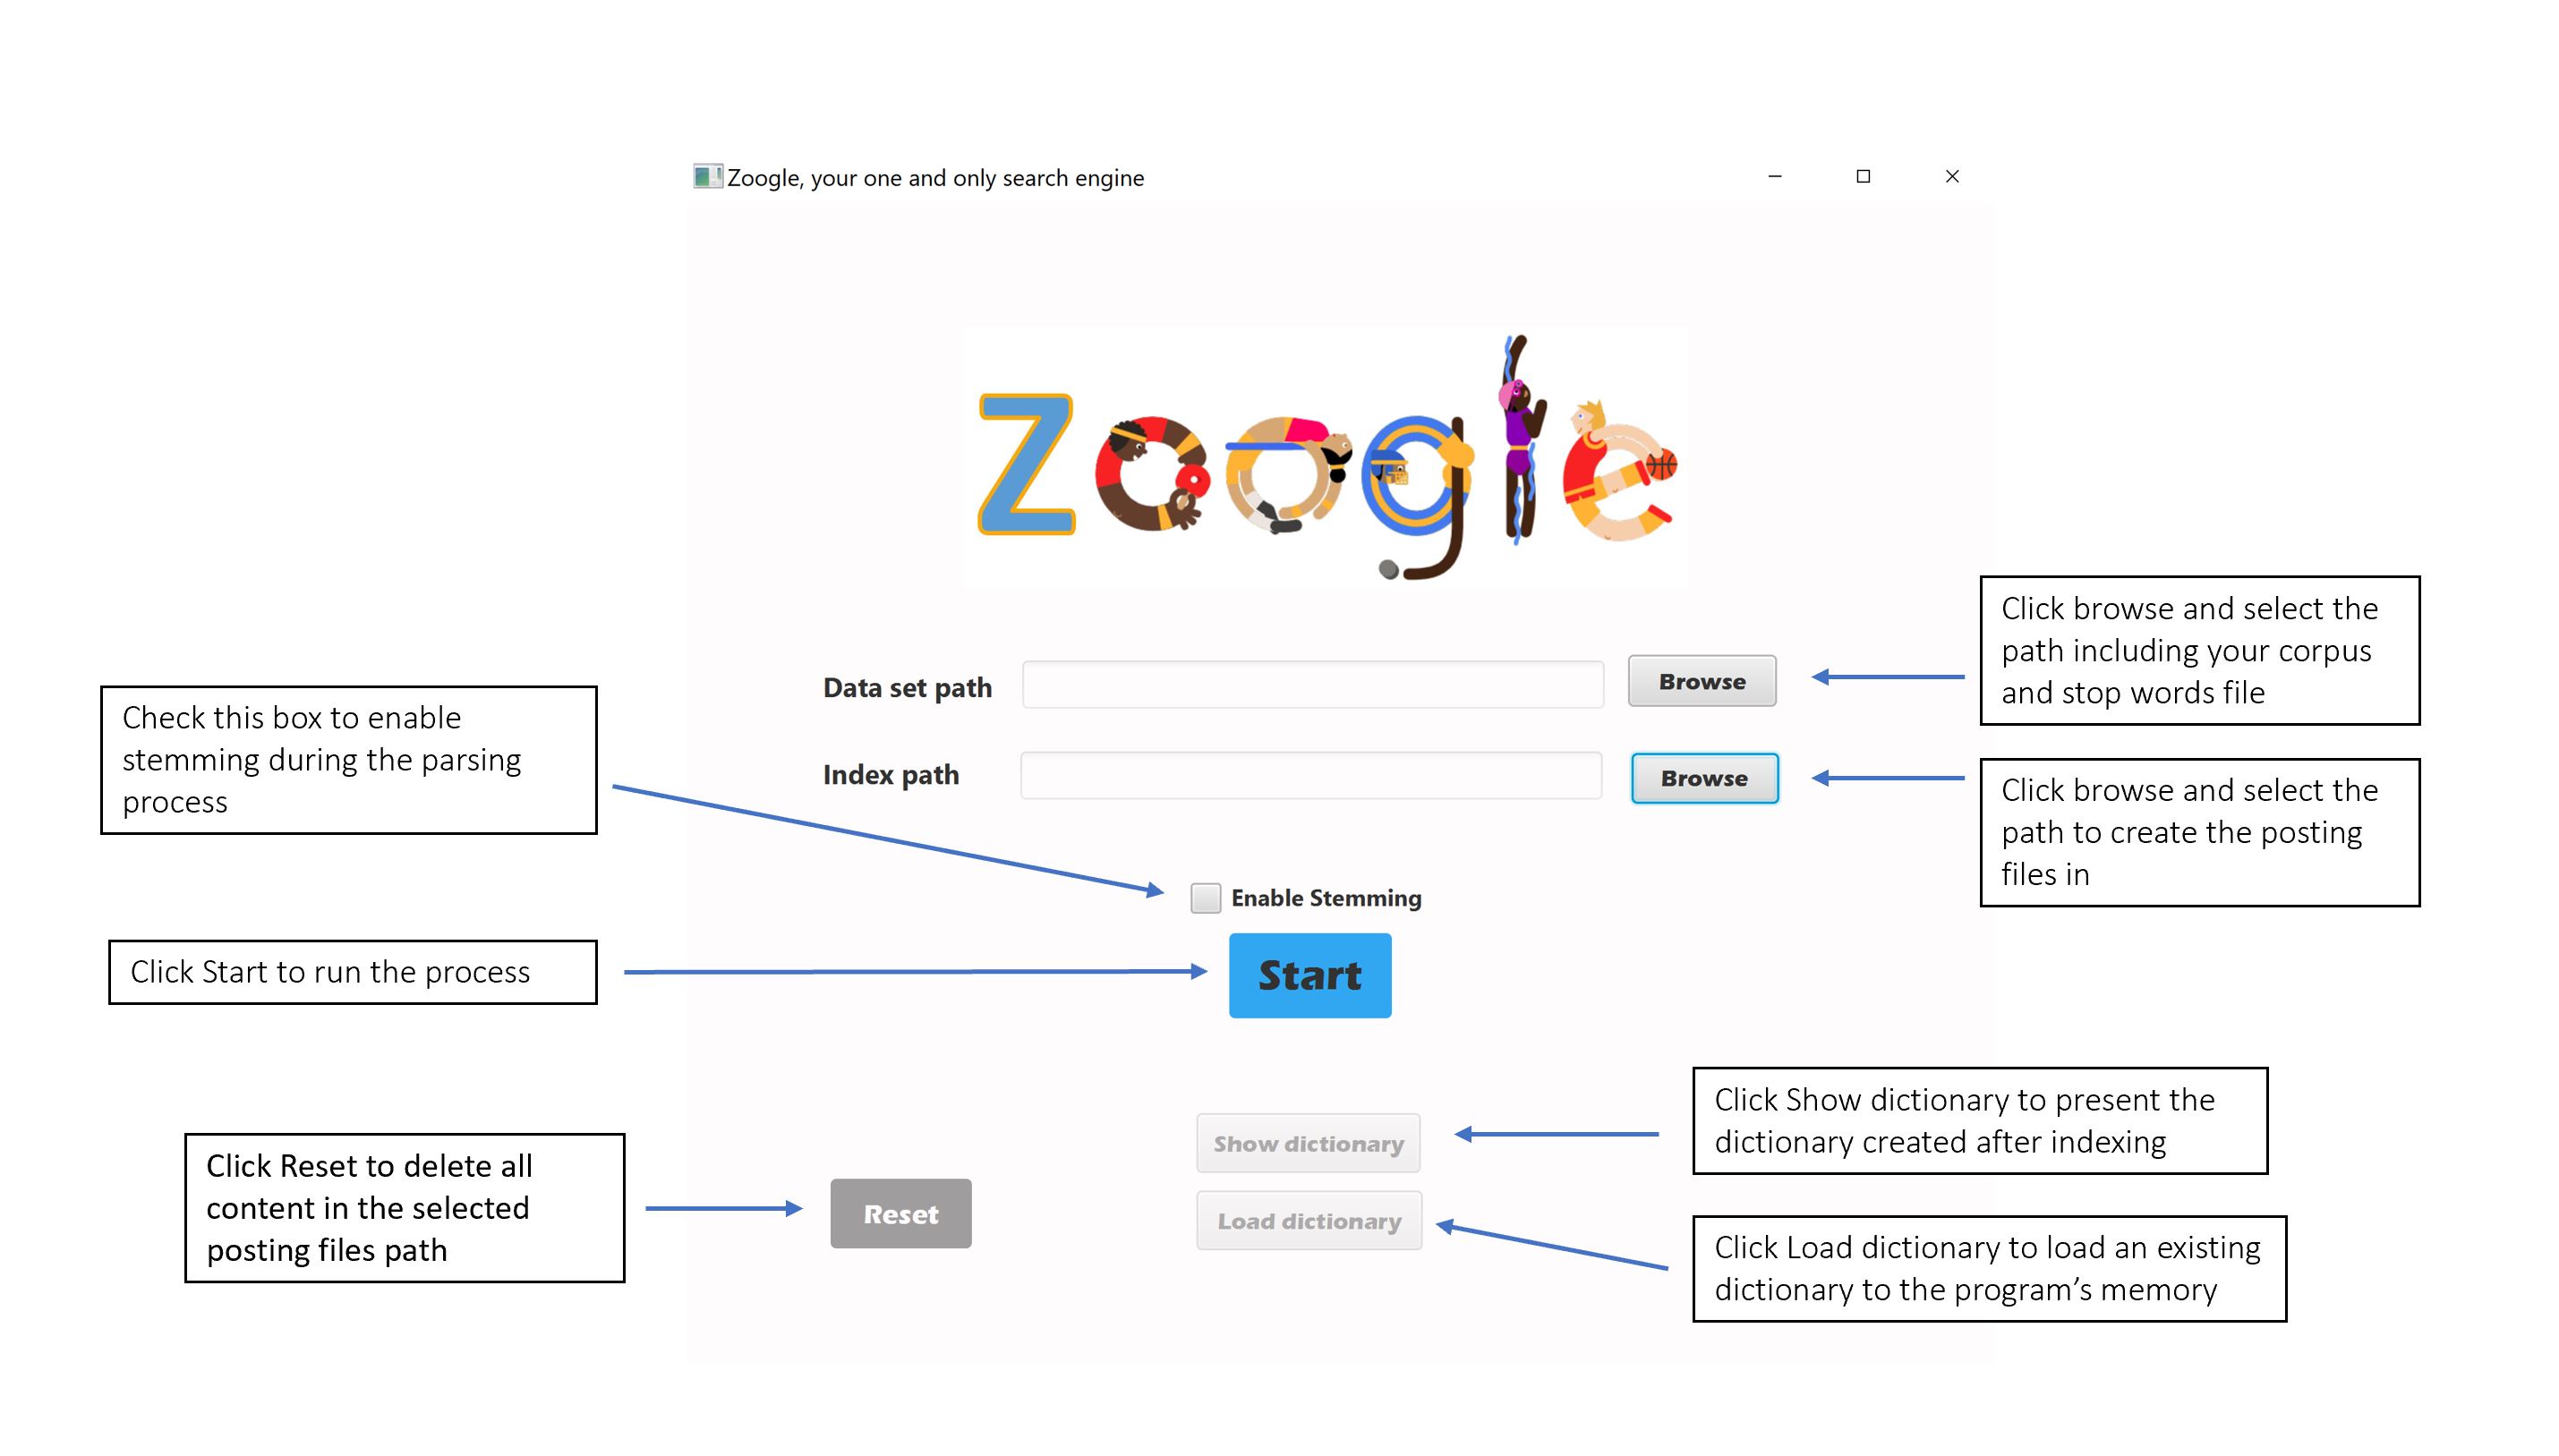 Zoogle, your one and only search engine
Zoogle
Click browse and select the
path including your corpus
and stop words file
Data set path
Browse
Check this box to enable
stemming during the parsing
process
Index path
Browse
Click browse and select the
path to create the posting
files in
Enable Stemming
Click Start to run the process
Start
Click Show dictionary to present the
dictionary created after indexing
Show dictionary
Click Reset to delete all
content in the selected
posting files path
Reset
Load dictionary
Click Load dictionary to load an existing
dictionary to the program’s memory